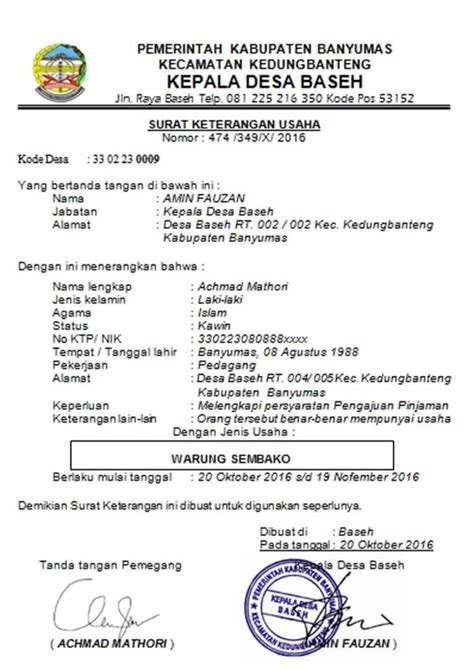 PEMERINTAH KABUPATEN BANYUMAS
KECAMATAN KEDUNGBANTENG
KEPALA DESA BASEH
Jln. Raya Baseh Telp. 081 225 216 350 Kode Pos 53152
SURAT KETERANGAN USAHA
Nomor : 474 /349/X/ 2016
Kode Desa : 33 02 23 0009
Yang bertanda tangan di bawah ini :
Nama : AMIN FAUZAN
Jabatan : Kepala Desa Baseh
Alamat : Desa Baseh RT. 002 / 002 Kec. Kedungbanteng
Kabupaten Banyumas
Dengan ini menerangkan bahwa :
Nama lengkap : Achmad Mathori
Jenis kelamin : Laki-laki
Agama : Islam
Status : Kawin
No KTP/ NIK : 330223080888xxxx
Tempat / Tanggal lahir : Banyumas, 08 Agustus 1988
Pekerjaan : Pedagang
Alamat : Desa Baseh RT. 004/ 005 Kec. Kedungbanteng
Kabupaten Banyumas
Keperluan : Melengkapi persyaratan Pengajuan Pinjaman
Keterangan lain-lain : Orang tersebut benar-benar mempunyai usaha
Dengan Jenis Usaha :
WARUNG SEMBAKO
Berlaku mulai tanggal : 20 Oktober 2016 s/d 19 Nofember 2016
Demikian Surat Keterangan ini dibuat untuk digunakan seperlunya.
Dibuat di : Baseh
Pada tanggal : 20 Oktober 2016
Tanda tangan Pemegang
Kepala Desa Baseh
PEMERINTAH KABUPATEN BANYUMAS
KEPALA DESA
BASEH
KECAMATAN KEDUNGBANTENG
( ACHMAD MATHORI )
( AMIN FAUZAN )